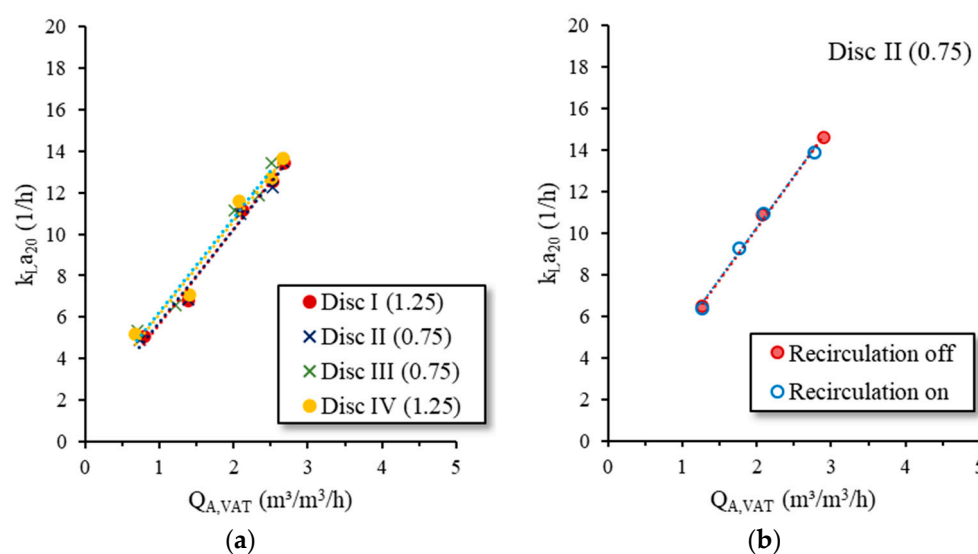 20
18
16
14
12
10
8
6
4
2
0
kLa20 (1/h)
Disc I (1.25)
Disc II (0.75)
Disc III (0.75)
Disc IV (1.25)
0 1 2 3 4 5
QA,VAT (m³/m³/h)
(a)
Disc II (0.75)
20
18
16
14
12
10
8
6
4
2
0
kLa20 (1/h)
Recirculation off
Recirculation on
0 1 2 3 4 5
QA,VAT (m³/m³/h)
(b)